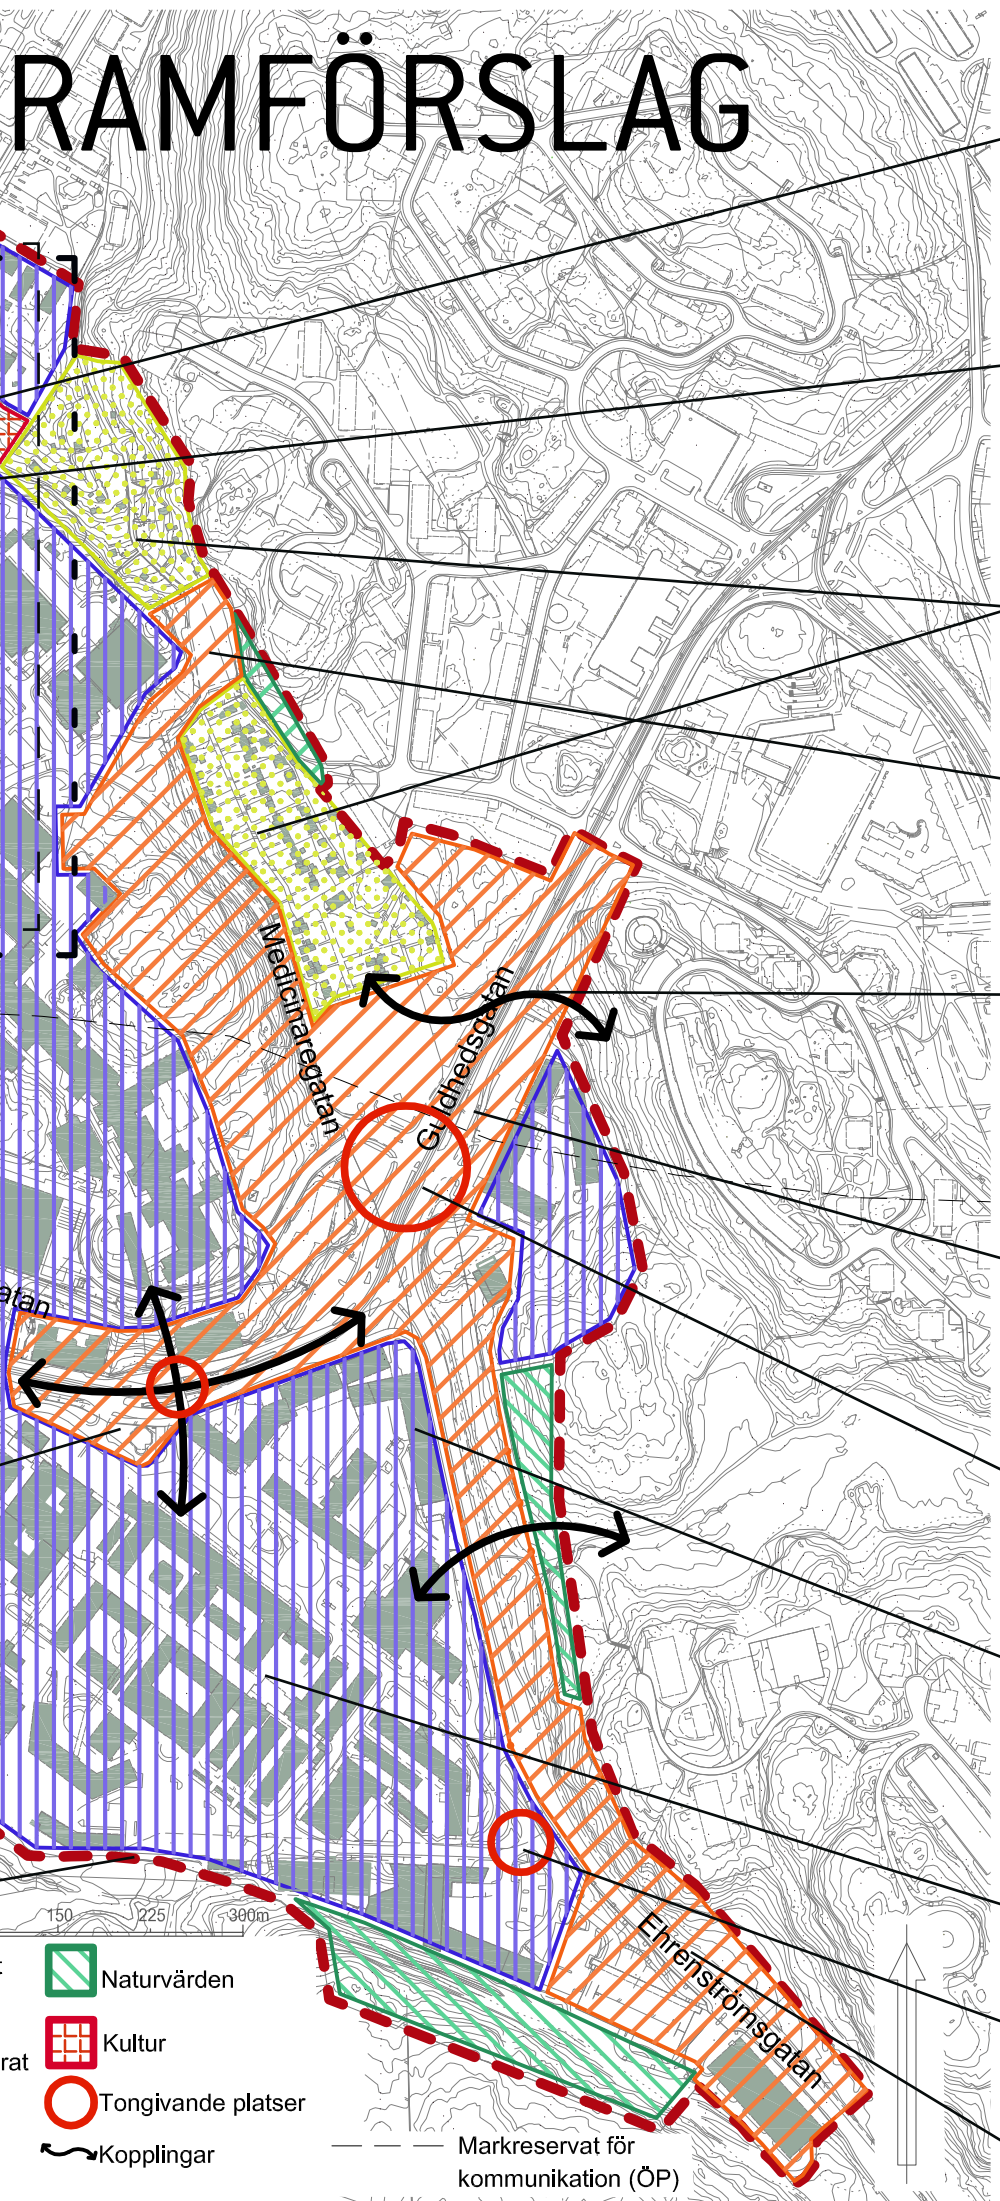 RAMFÖRSLAG
Medicinaregatan
Guldhedsgatan
atan
Ehrenströmsgatan
150 225 300m
t
Naturvärden
Kultur
rat
Tongivande platser
Kopplingar
Markreservat för
kommunikation (ÖP)